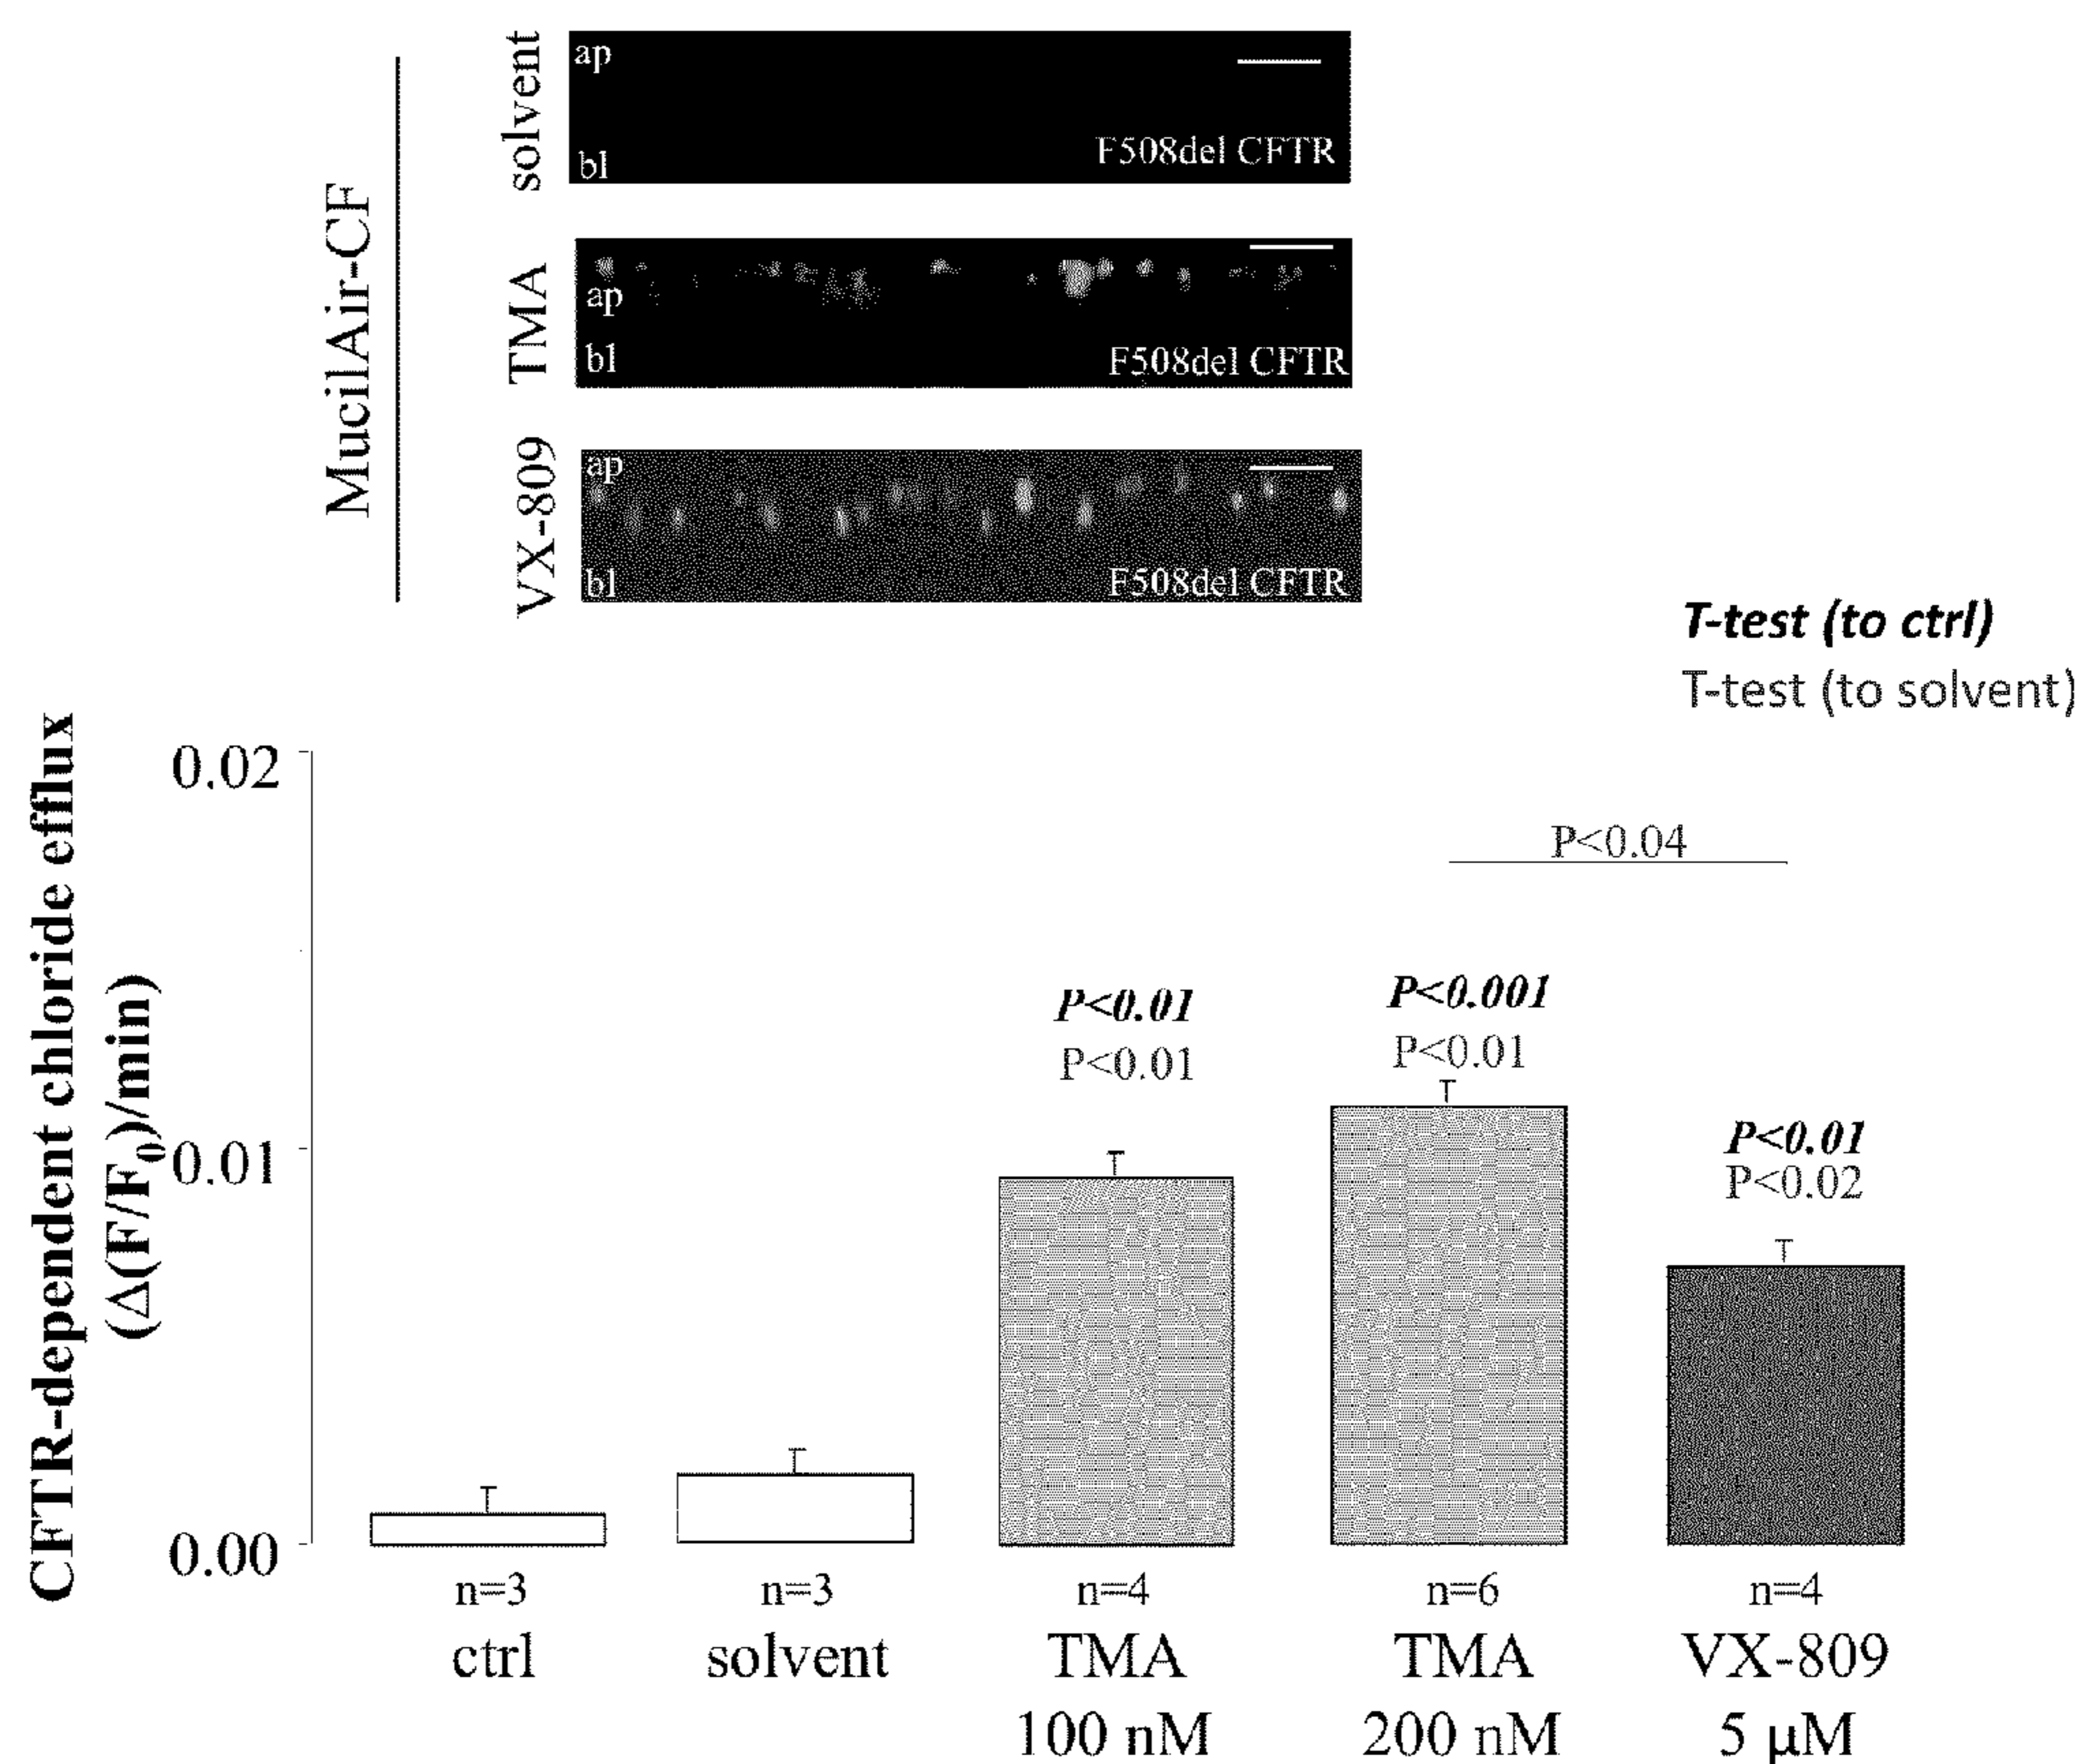 MucilAir-CF
solvent
ap
bl
F508del CFTR
TMA
ap
bl
F508del CFTR
VX-809
ap
bl
F508del CFTR
T-test (to ctrl)
T-test (to solvent)
CFTR-dependent chloride efflux
(Δ(F/F₀)/min)
0.02
0.01
0.00
P<0.04
P<0.01
P<0.01
P<0.001
P<0.01
P<0.01
P<0.02
n=3 n=3 n=4 n=6 n=4
ctrl solvent TMA TMA VX-809
100 nM 200 nM 5 µM